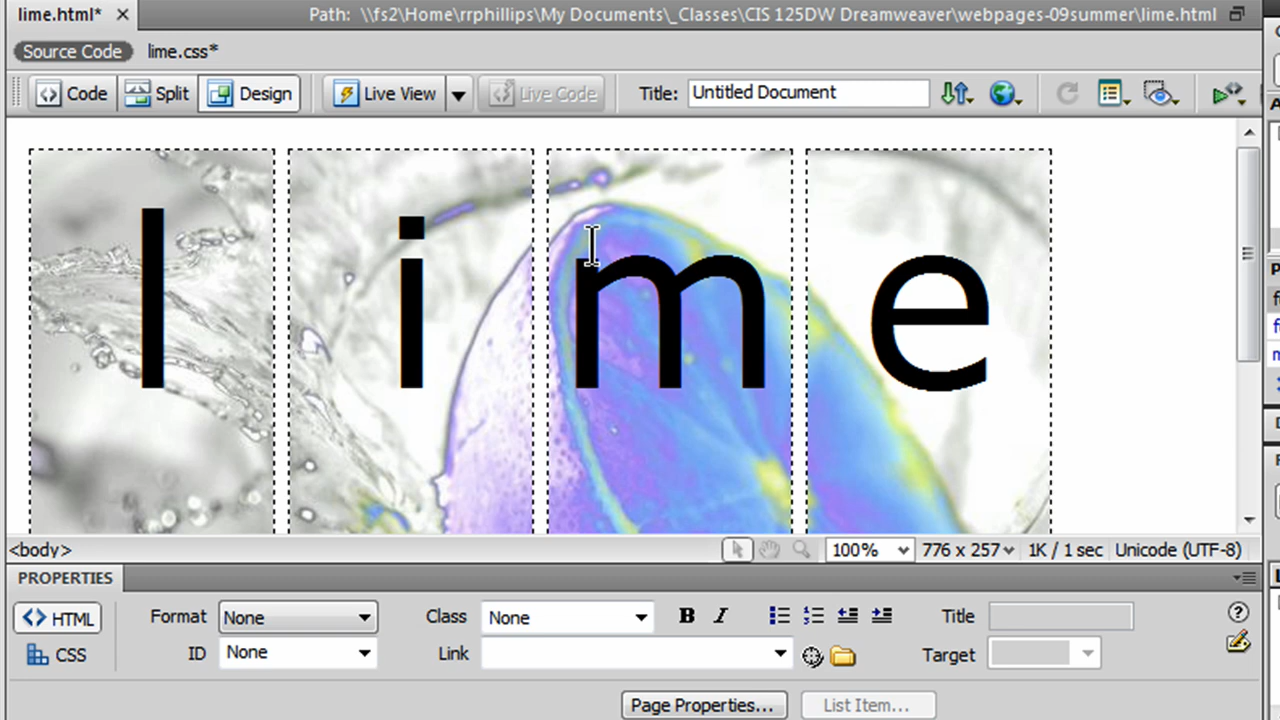 lime.html* ×
Path: \\fs2\Home\rrphillips\My Documents\_Classes\CIS 125DW Dreamweaver\webpages-09summer\lime.html
Source Code lime.css*
Code Split Design Live View Live Code Title: Untitled Document
l i m e
<body> 100% 776 x 257 1K / 1 sec Unicode (UTF-8)
PROPERTIES
HTML Format None Class None B I Title
CSS ID None Link Target
Page Properties... List Item...